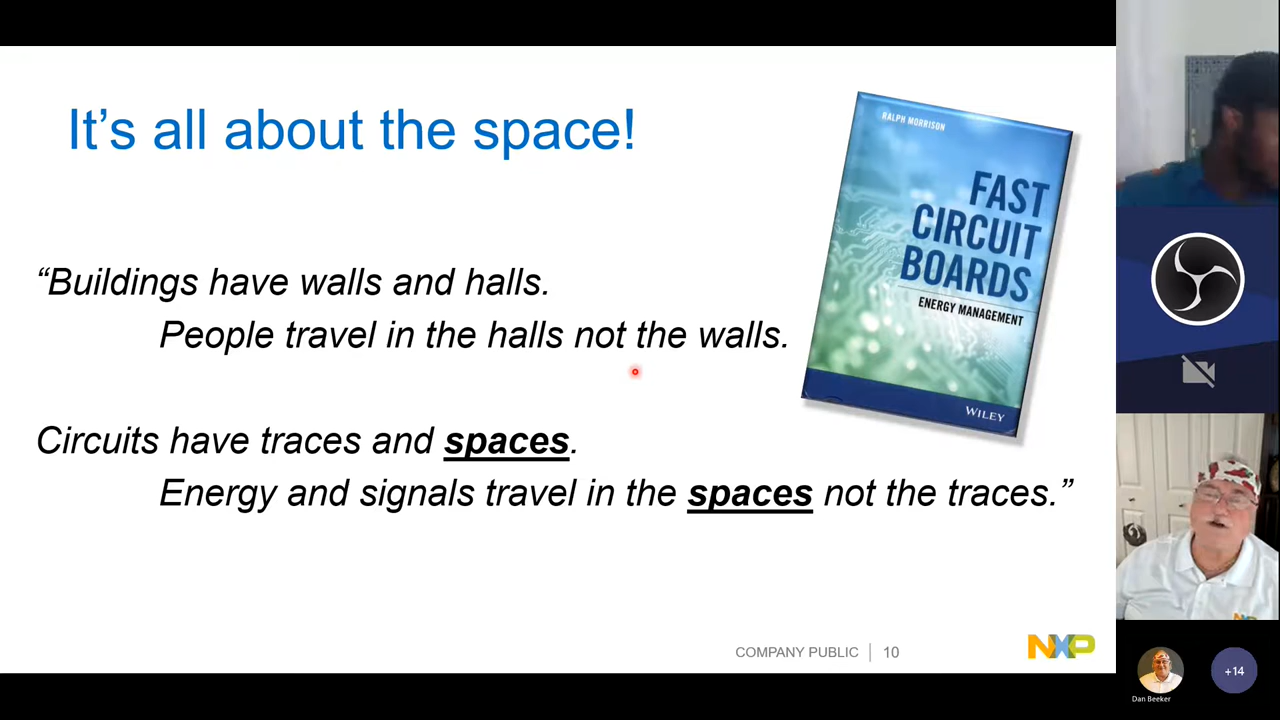 It's all about the space!
RALPH MORRISON
FAST
CIRCUIT
BOARDS
ENERGY MANAGEMENT
WILEY
“Buildings have walls and halls.
People travel in the halls not the walls.
Circuits have traces and spaces.
Energy and signals travel in the spaces not the traces.”
COMPANY PUBLIC | 10
NXP
Dan Beeker
+14